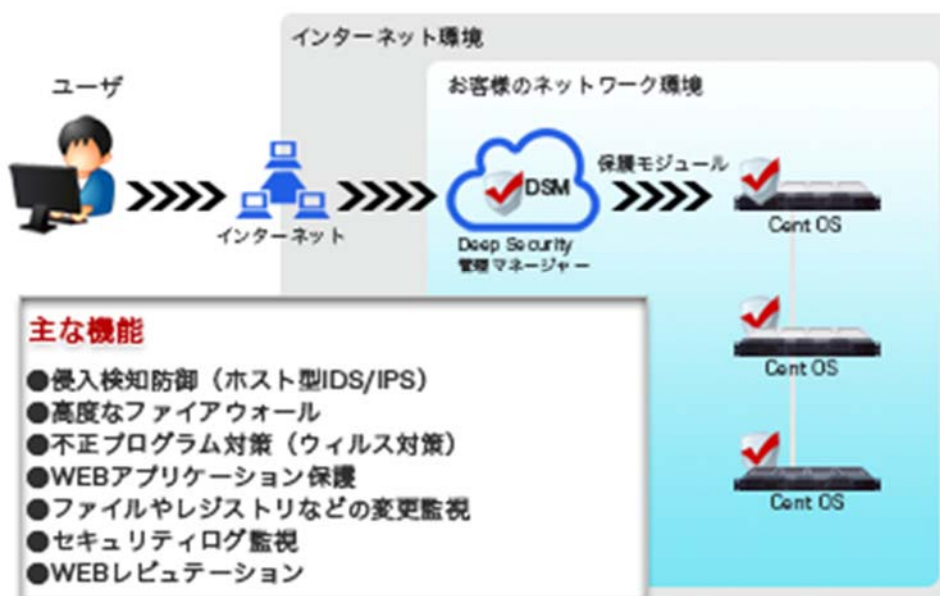 インターネット環境
ユーザ
お客様のネットワーク環境
保護モジュール
DSM
Cent OS
インターネット
Deep Security
管理マネージャー
主な機能
●侵入検知防御（ホスト型IDS/IPS）
●高度なファイアウォール
●不正プログラム対策（ウィルス対策）
●WEBアプリケーション保護
●ファイルやレジストリなどの変更監視
●セキュリティログ監視
●WEBレピュテーション
Cent OS
Cent OS